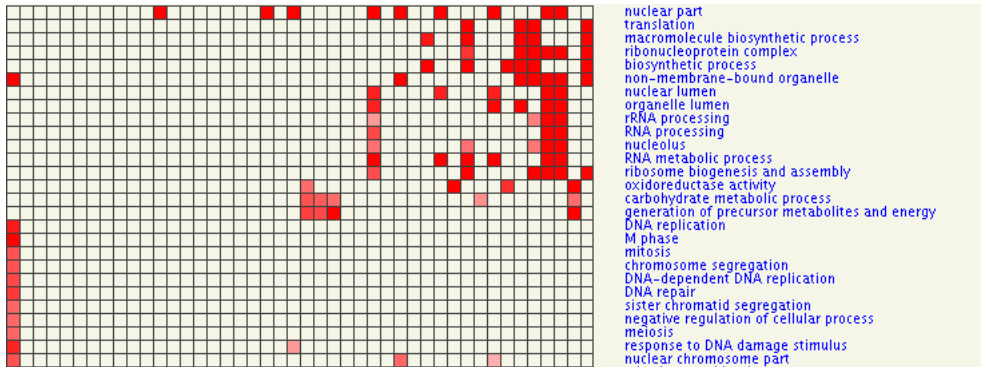 nuclear part
translation
macromolecule biosynthetic process
ribonucleoprotein complex
biosynthetic process
non-membrane-bound organelle
nuclear lumen
organelle lumen
rRNA processing
RNA processing
nucleolus
RNA metabolic process
ribosome biogenesis and assembly
oxidoreductase activity
carbohydrate metabolic process
generation of precursor metabolites and energy
DNA replication
M phase
mitosis
chromosome segregation
DNA-dependent DNA replication
DNA repair
sister chromatid segregation
negative regulation of cellular process
meiosis
response to DNA damage stimulus
nuclear chromosome part